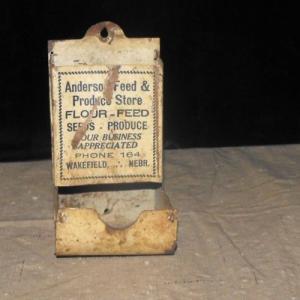 Anderson Feed &
Produce Store
FLOUR - FEED
SEEDS - PRODUCE
YOUR BUSINESS
APPRECIATED
PHONE 164
WAKEFIELD, .·. NEBR.